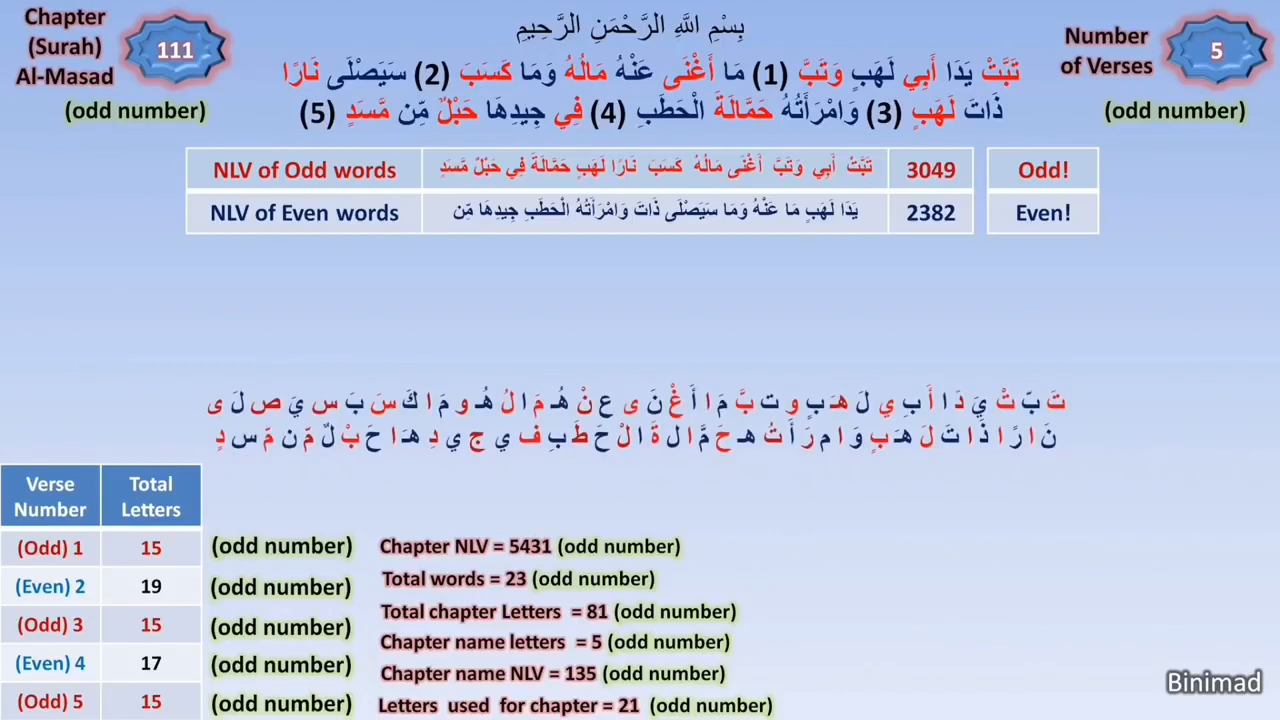 Chapter
(Surah)
Al-Masad
111
(odd number)
بِسْمِ اللَّهِ الرَّحْمَنِ الرَّحِيمِ
تَبَّتْ يَدَا أَبِي لَهَبٍ وَتَبَّ (1) مَا أَغْنَى عَنْهُ مَالُهُ وَمَا كَسَبَ (2) سَيَصْلَى نَارًا
ذَاتَ لَهَبٍ (3) وَامْرَأَتُهُ حَمَّالَةَ الْحَطَبِ (4) فِي جِيدِهَا حَبْلٌ مِّن مَّسَدٍ (5)
Number
of Verses
5
(odd number)
NLV of Odd words تَبَّتْ أَبِي وَتَبَّ أَغْنَى مَالُهُ كَسَبَ نَارًا لَهَبٍ حَمَّالَةَ فِي حَبْلٌ مَّسَدٍ 3049 Odd!
NLV of Even words يَدَا لَهَبٍ مَا عَنْهُ وَمَا سَيَصْلَى ذَاتَ وَامْرَأَتُهُ الْحَطَبِ جِيدِهَا مِّن 2382 Even!
تَ بَّ تْ يَ دَ ا أَ بِ ي لَ هَـ بٍ و ت بَّ مَ ا أَ غْ نَ ى ع نْ هُـ مَ ا لُ هُـ و مَ ا كَ سَ بَ س يَ ص لَ ى
نَ ا رً ا ذَ ا تَ لَ هَـ بٍ وَ ا م رَ أَ تُ هـ حَ مَّ ا ل ةَ ا لْ حَ طَ بِ ف ي ج ي دِ هـَ ا حَ بْ لٌ مِّ ن مَّ س دٍ
Verse Number Total Letters
(Odd) 1 15 (odd number)
(Even) 2 19 (odd number)
(Odd) 3 15 (odd number)
(Even) 4 17 (odd number)
(Odd) 5 15 (odd number)
Chapter NLV = 5431 (odd number)
Total words = 23 (odd number)
Total chapter Letters = 81 (odd number)
Chapter name letters = 5 (odd number)
Chapter name NLV = 135 (odd number)
Letters used for chapter = 21 (odd number)
Binimad